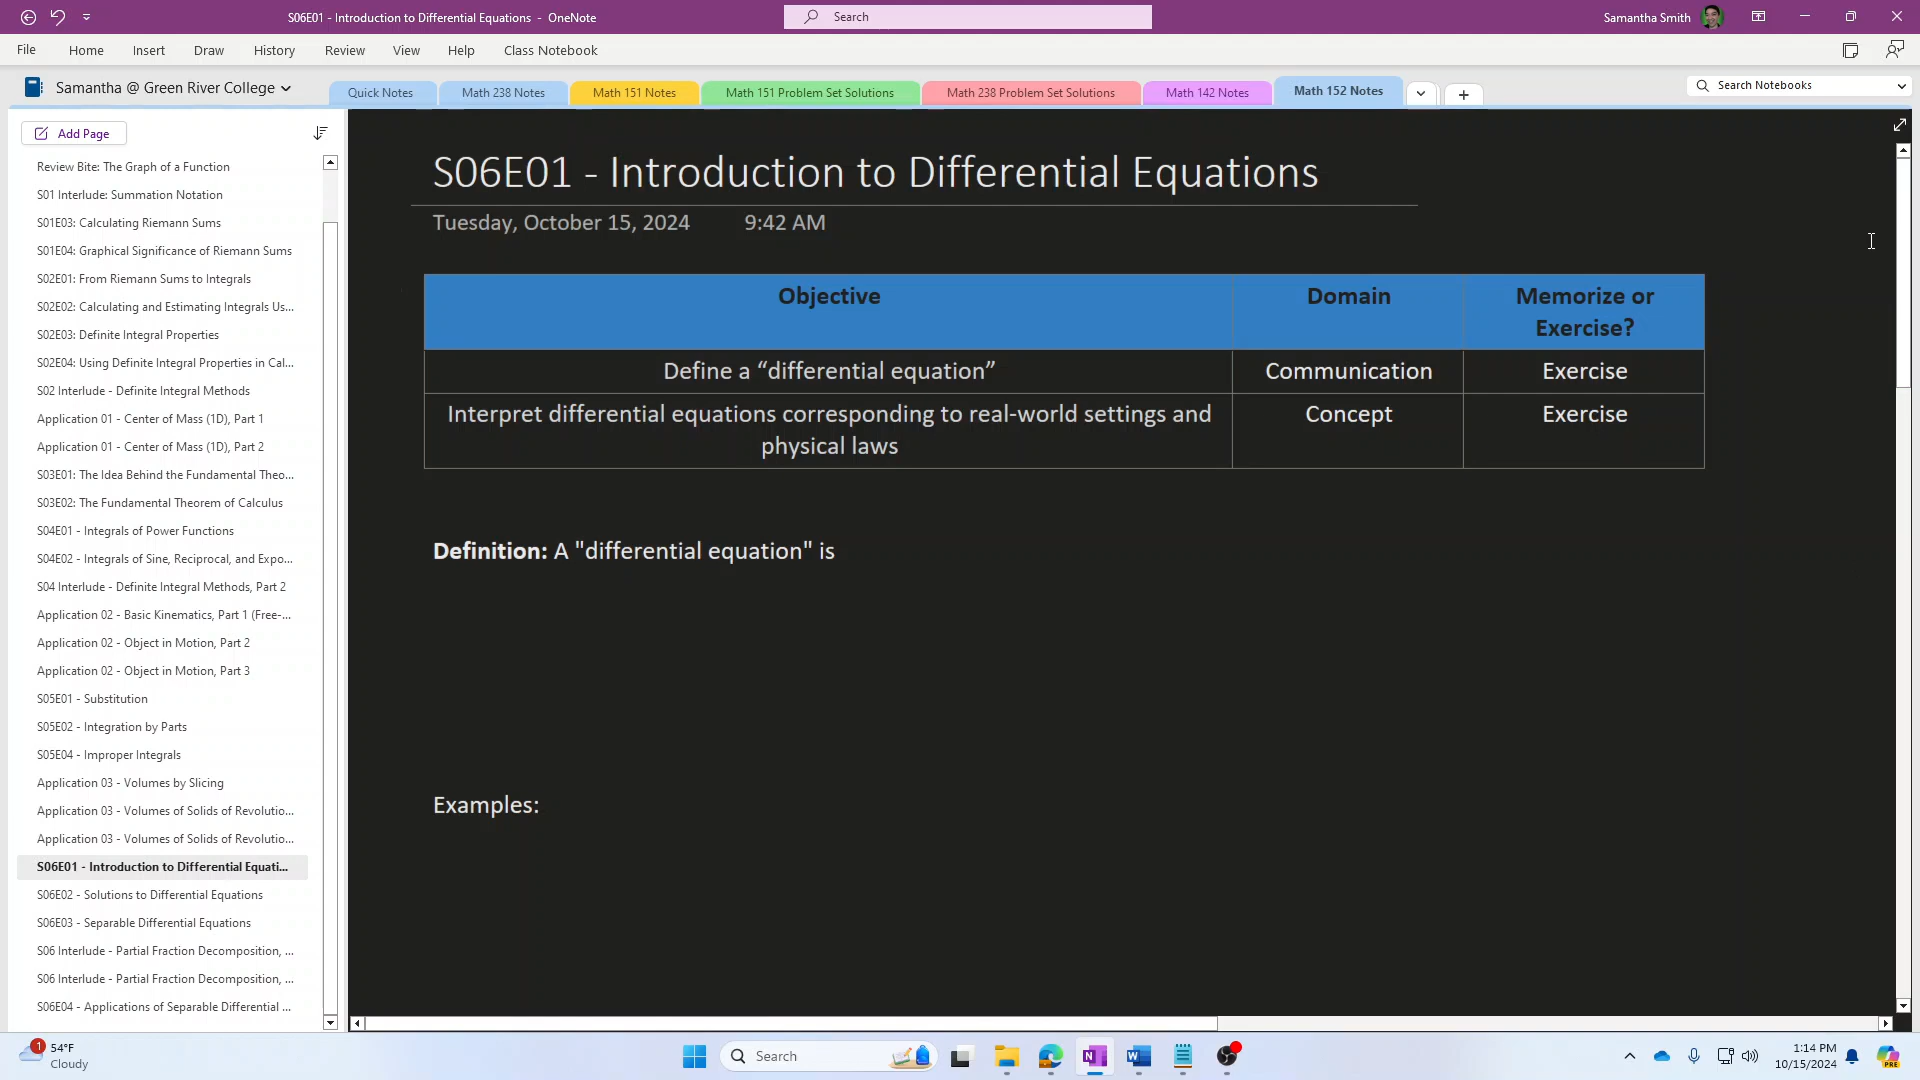 S06E01 - Introduction to Differential Equations - OneNote
Search
Samantha Smith
File Home Insert Draw History Review View Help Class Notebook
Samantha @ Green River College
Quick Notes Math 238 Notes Math 151 Notes Math 151 Problem Set Solutions Math 238 Problem Set Solutions Math 142 Notes Math 152 Notes
Search Notebooks
Add Page
Review Bite: The Graph of a Function
S01 Interlude: Summation Notation
S01E03: Calculating Riemann Sums
S01E04: Graphical Significance of Riemann Sums
S02E01: From Riemann Sums to Integrals
S02E02: Calculating and Estimating Integrals Us...
S02E03: Definite Integral Properties
S02E04: Using Definite Integral Properties in Cal...
S02 Interlude - Definite Integral Methods
Application 01 - Center of Mass (1D), Part 1
Application 01 - Center of Mass (1D), Part 2
S03E01: The Idea Behind the Fundamental Theo...
S03E02: The Fundamental Theorem of Calculus
S04E01 - Integrals of Power Functions
S04E02 - Integrals of Sine, Reciprocal, and Expo...
S04 Interlude - Definite Integral Methods, Part 2
Application 02 - Basic Kinematics, Part 1 (Free-...
Application 02 - Object in Motion, Part 2
Application 02 - Object in Motion, Part 3
S05E01 - Substitution
S05E02 - Integration by Parts
S05E04 - Improper Integrals
Application 03 - Volumes by Slicing
Application 03 - Volumes of Solids of Revolutio...
Application 03 - Volumes of Solids of Revolutio...
S06E01 - Introduction to Differential Equati...
S06E02 - Solutions to Differential Equations
S06E03 - Separable Differential Equations
S06 Interlude - Partial Fraction Decomposition, ...
S06 Interlude - Partial Fraction Decomposition, ...
S06E04 - Applications of Separable Differential ...
S06E01 - Introduction to Differential Equations
Tuesday, October 15, 2024 9:42 AM
Objective Domain Memorize or
Exercise?
Define a “differential equation” Communication Exercise
Interpret differential equations corresponding to real-world settings and Concept Exercise
physical laws
Definition: A "differential equation" is
Examples:
1
54°F
Cloudy
Search
1:14 PM
10/15/2024
PRE